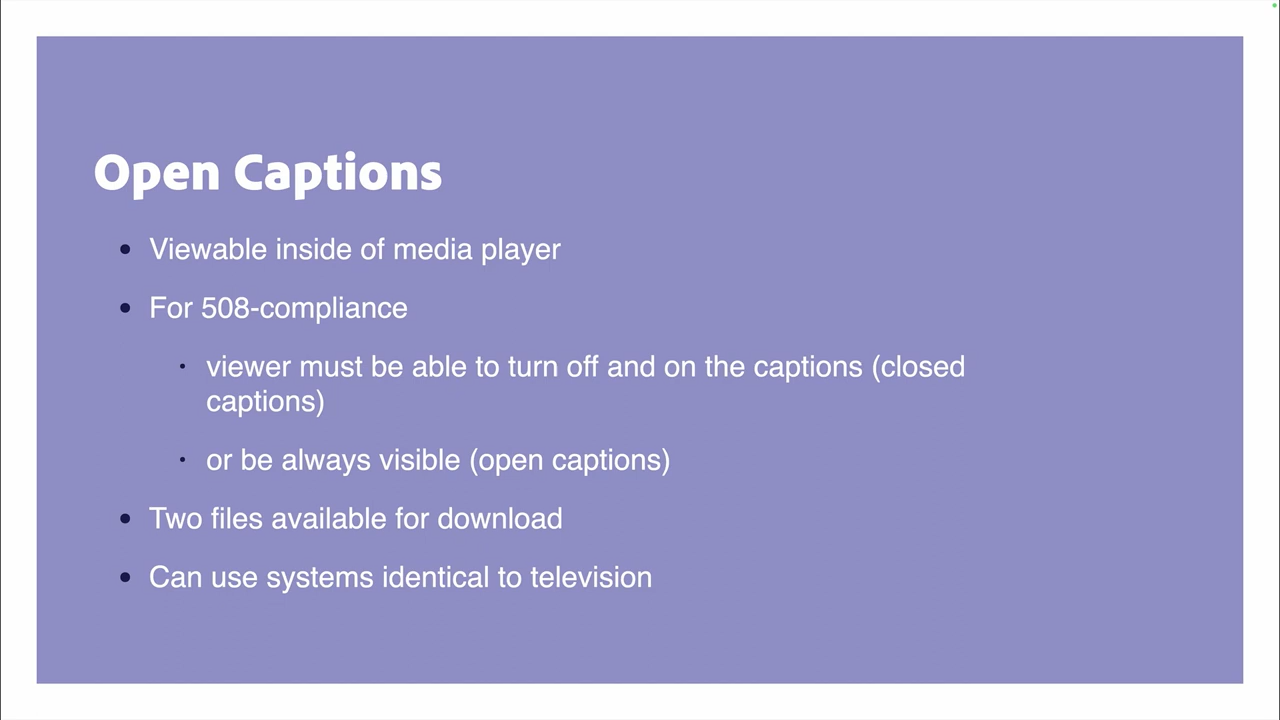 Open Captions
• Viewable inside of media player
• For 508-compliance
• viewer must be able to turn off and on the captions (closed
captions)
• or be always visible (open captions)
• Two files available for download
• Can use systems identical to television